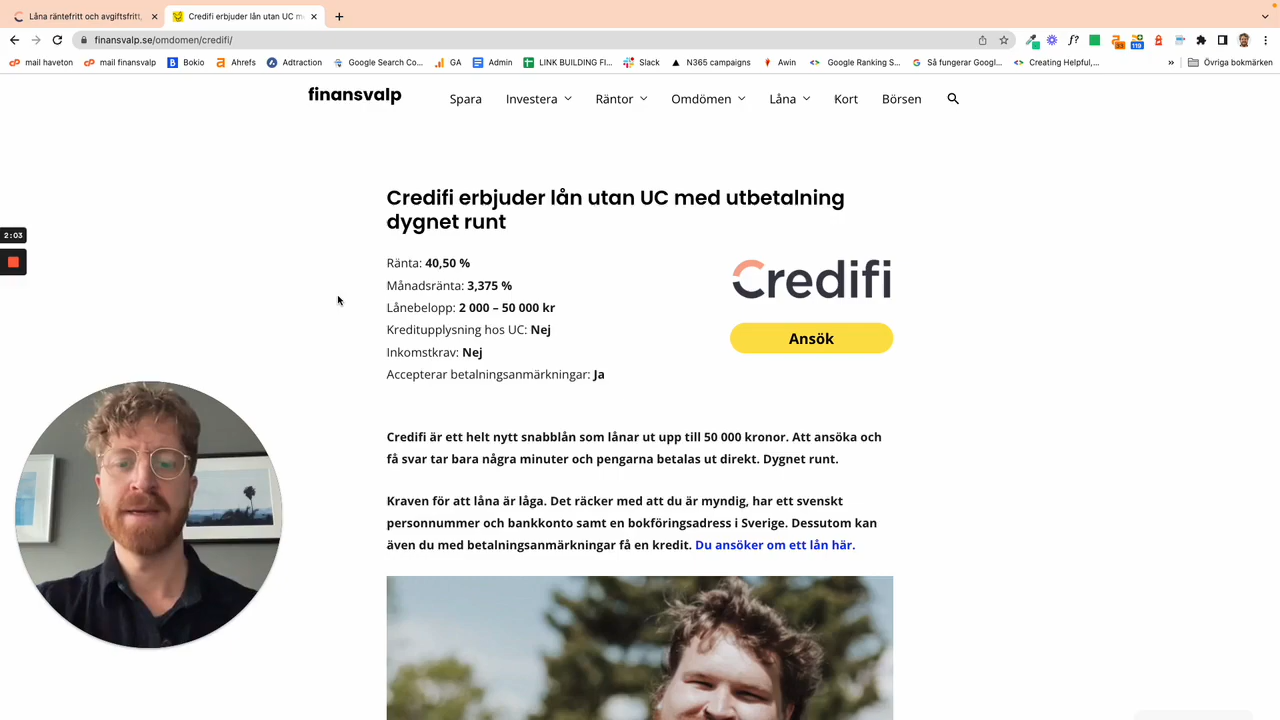 Låna räntefritt och avgiftsfritt,
Credifi erbjuder lån utan UC m
finansvalp.se/omdomen/credifi/
mail haveton
mail finansvalp
Bokio
Ahrefs
Adtraction
Google Search Co...
GA
Admin
LINK BUILDING FI...
Slack
N365 campaigns
Awin
Google Ranking S...
Så fungerar Googl...
Creating Helpful,...
»
Övriga bokmärken
f?
33
119
finansvalp
Spara
Investera
Räntor
Omdömen
Låna
Kort
Börsen
Credifi erbjuder lån utan UC med utbetalning
dygnet runt
2:03
Ränta: 40,50 %
Månadsränta: 3,375 %
Lånebelopp: 2 000 – 50 000 kr
Kreditupplysning hos UC: Nej
Inkomstkrav: Nej
Accepterar betalningsanmärkningar: Ja
Credifi
Ansök
Credifi är ett helt nytt snabblån som lånar ut upp till 50 000 kronor. Att ansöka och
få svar tar bara några minuter och pengarna betalas ut direkt. Dygnet runt.
Kraven för att låna är låga. Det räcker med att du är myndig, har ett svenskt
personnummer och bankkonto samt en bokföringsadress i Sverige. Dessutom kan
även du med betalningsanmärkningar få en kredit. Du ansöker om ett lån här.